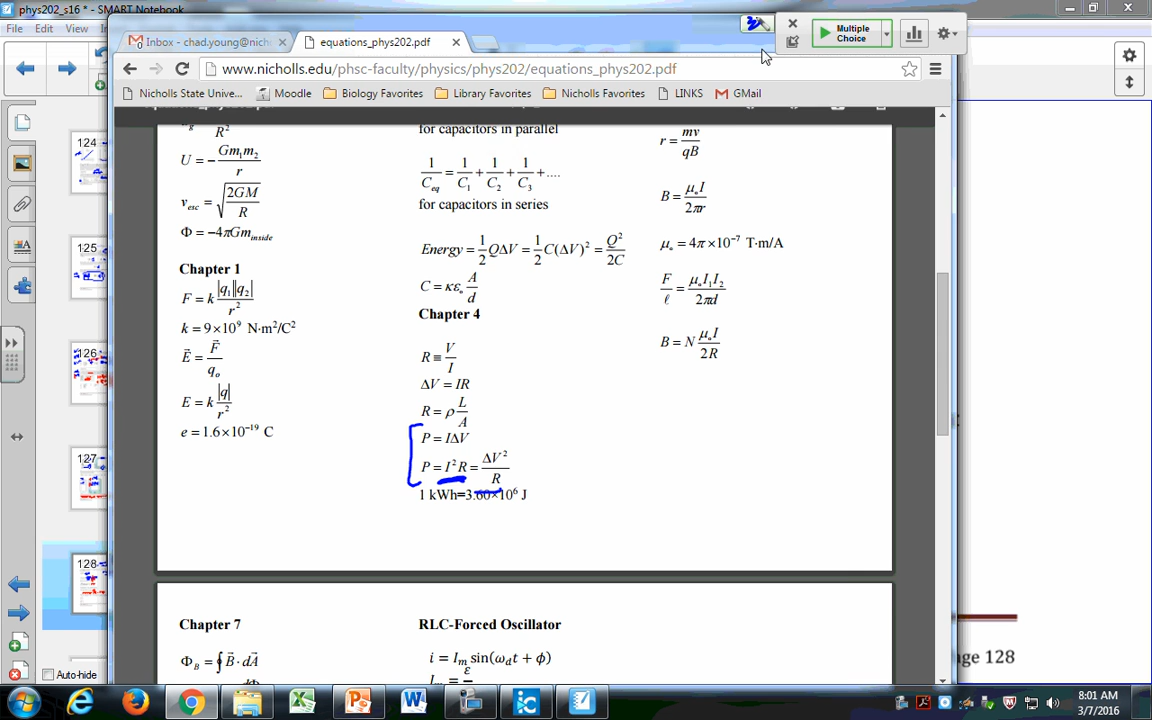 phys202_s16 * - SMART Notebook
File Edit View
Inbox - chad.young@nich
equations_phys202.pdf
Multiple Choice
www.nicholls.edu/phsc-faculty/physics/phys202/equations_phys202.pdf
Nicholls State Unive... Moodle Biology Favorites Library Favorites Nicholls Favorites LINKS GMail
124
125
126
127
128
Auto-hide
R²
U = −Gm₁m₂/r
v_esc = √(2GM/R)
Φ = −4πGm_inside
Chapter 1
F = k|q₁||q₂|/r²
k = 9×10⁹ N·m²/C²
E⃗ = F⃗/q₀
E = k|q|/r²
e = 1.6×10⁻¹⁹ C
for capacitors in parallel
1/C_eq = 1/C₁ + 1/C₂ + 1/C₃ + ....
for capacitors in series
Energy = 1/2 QΔV = 1/2 C(ΔV)² = Q²/2C
C = κε₀ A/d
Chapter 4
R ≡ V/I
ΔV = IR
R = ρ L/A
P = IΔV
P = I²R = ΔV²/R
1 kWh=3.60×10⁶ J
r = mv/qB
B = μ₀I/2πr
μ₀ = 4π×10⁻⁷ T·m/A
F/ℓ = μ₀I₁I₂/2πd
B = N μ₀I/2R
Chapter 7
Φ_B = ∮B⃗·dA⃗
RLC-Forced Oscillator
i = I_m sin(ω_d t + ϕ)
I_m = ε
age 128
8:01 AM
3/7/2016